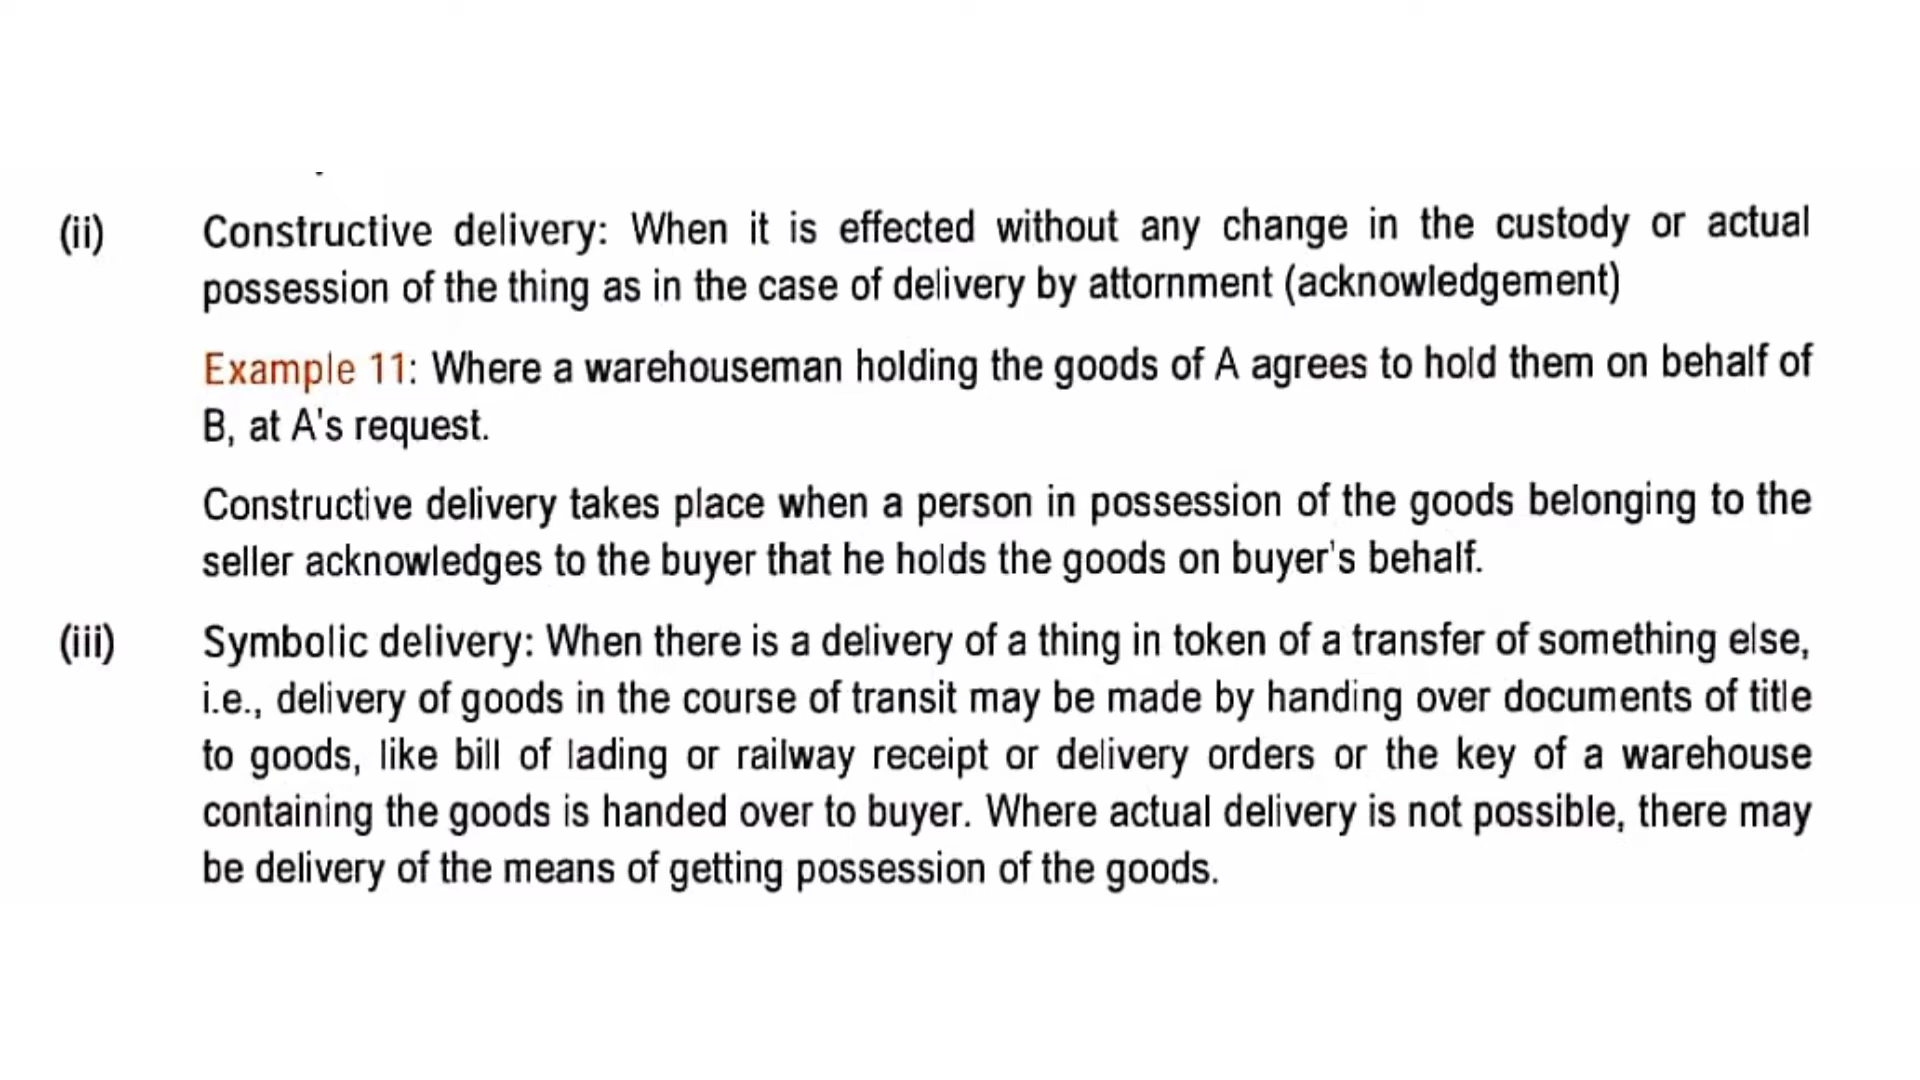 (ii) Constructive delivery: When it is effected without any change in the custody or actual
possession of the thing as in the case of delivery by attornment (acknowledgement)
Example 11: Where a warehouseman holding the goods of A agrees to hold them on behalf of
B, at A's request.
Constructive delivery takes place when a person in possession of the goods belonging to the
seller acknowledges to the buyer that he holds the goods on buyer's behalf.
(iii) Symbolic delivery: When there is a delivery of a thing in token of a transfer of something else,
i.e., delivery of goods in the course of transit may be made by handing over documents of title
to goods, like bill of lading or railway receipt or delivery orders or the key of a warehouse
containing the goods is handed over to buyer. Where actual delivery is not possible, there may
be delivery of the means of getting possession of the goods.